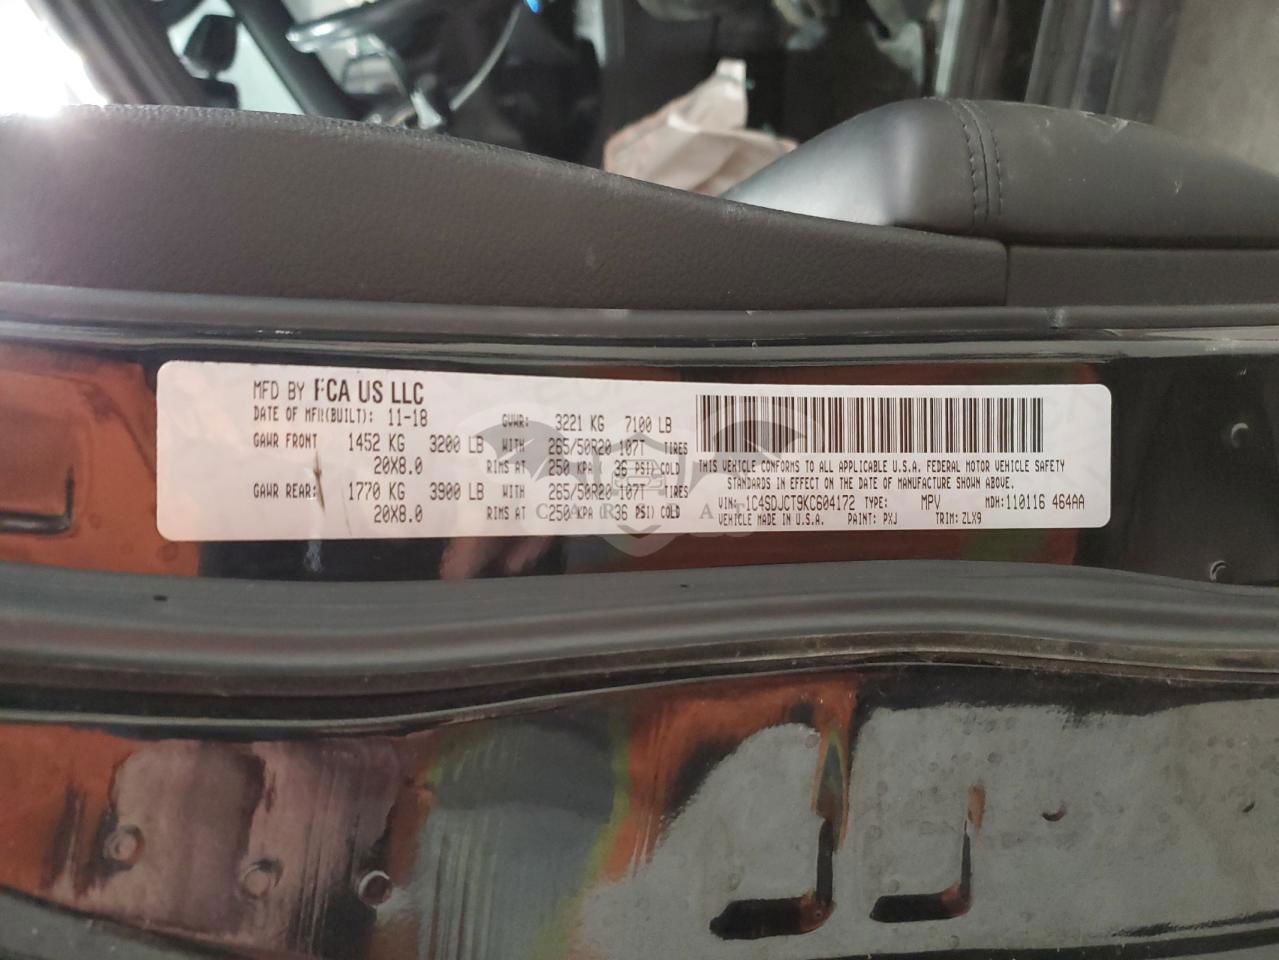 MFD BY FCA US LLC
DATE OF MFR(BUILT): 11-18 GVWR: 3221 KG 7100 LB
GAWR FRONT 1452 KG 3200 LB WITH 265/50R20 107T TIRES
20X8.0 RIMS AT 250 KPA ( 36 PSI) COLD
GAWR REAR: 1770 KG 3900 LB WITH 265/50R20 107T TIRES
20X8.0 RIMS AT 250 KPA ( 36 PSI) COLD
THIS VEHICLE CONFORMS TO ALL APPLICABLE U.S.A. FEDERAL MOTOR VEHICLE SAFETY
STANDARDS IN EFFECT ON THE DATE OF MANUFACTURE SHOWN ABOVE.
VIN: 1C4SDJCT9KC604172 TYPE: MPV MDH:110116 464AA
VEHICLE MADE IN U.S.A. PAINT: PXJ TRIM: ZLX9